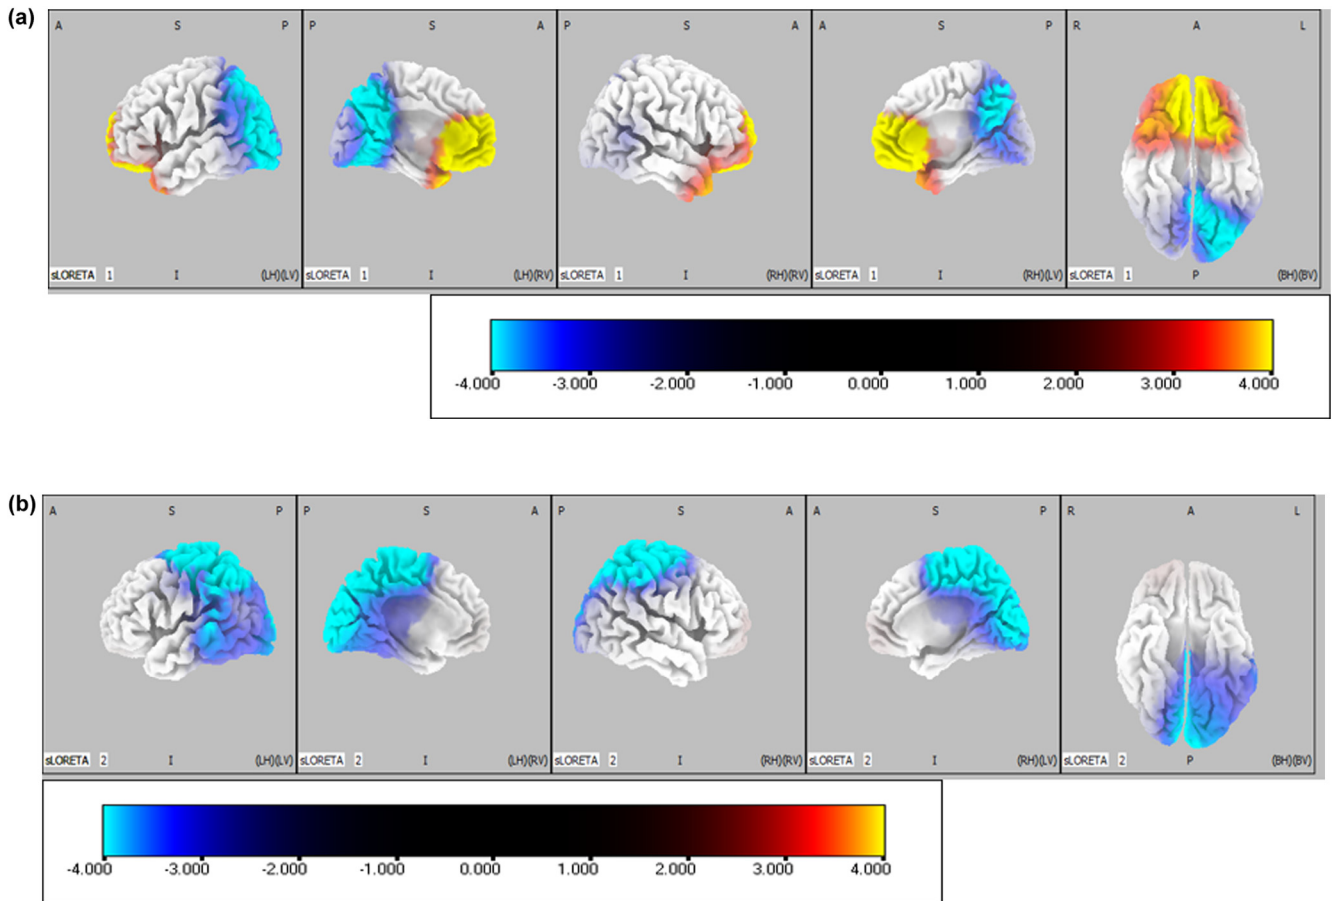 (a)
A S P P S A P S A A S P R A L
sLORETA 1 I (LH)(LV) sLORETA 1 I (LH)(RV) sLORETA 1 I (RH)(RV) sLORETA 1 I (RH)(LV) sLORETA 1 P (BH)(BV)
-4.000 -3.000 -2.000 -1.000 0.000 1.000 2.000 3.000 4.000
(b)
A S P P S A P S A A S P R A L
sLORETA 2 I (LH)(LV) sLORETA 2 I (LH)(RV) sLORETA 2 I (RH)(RV) sLORETA 2 I (RH)(LV) sLORETA 2 P (BH)(BV)
-4.000 -3.000 -2.000 -1.000 0.000 1.000 2.000 3.000 4.000